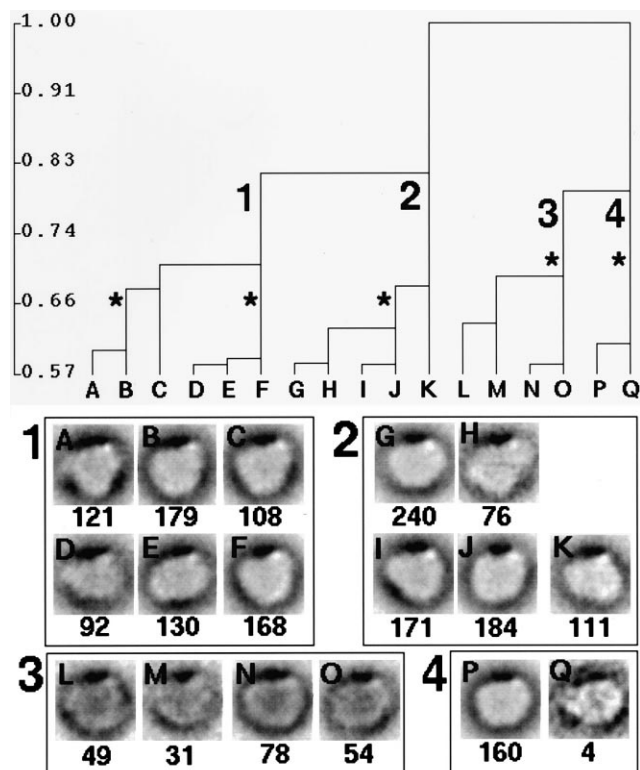 1.00
0.91
0.83
1 2 3 4
0.74
* * * * *
0.66
0.57
A B C D E F G H I J K L M N O P Q
1 A B C
121 179 108
D E F
92 130 168
2 G H
240 76
I J K
171 184 111
3 L M N O
49 31 78 54
4 P Q
160 4